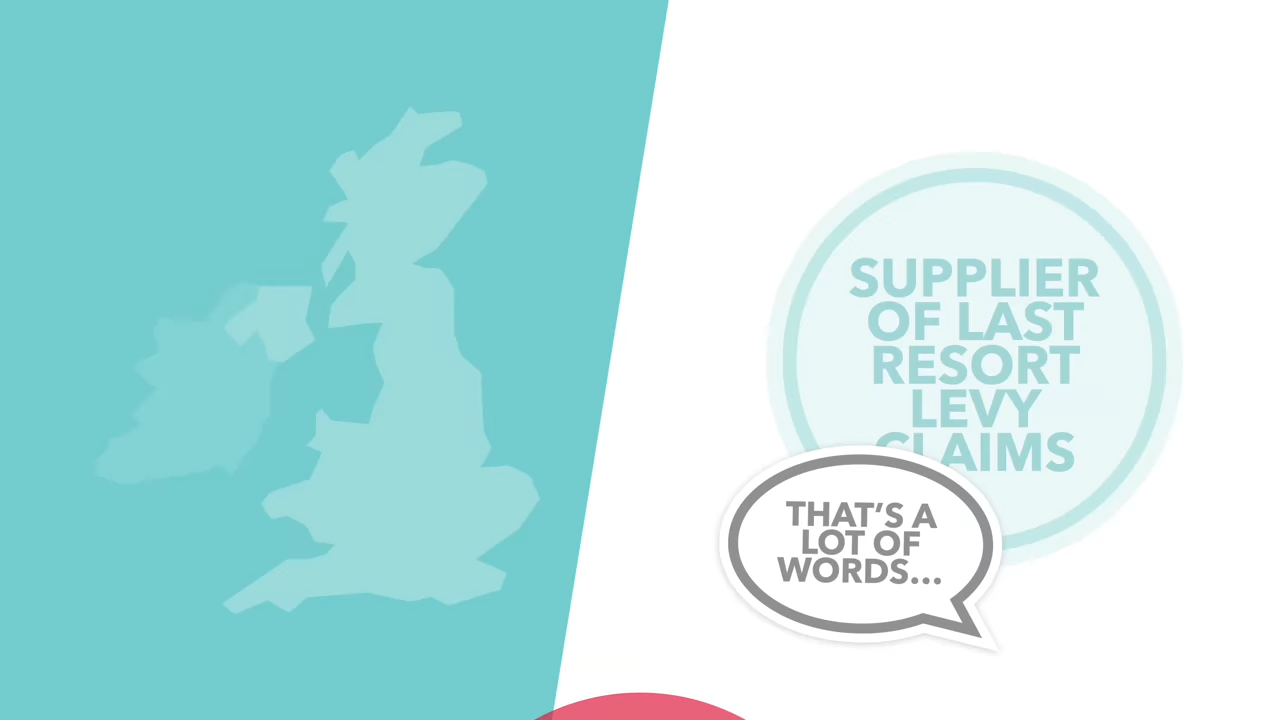 SUPPLIER
OF LAST
RESORT
LEVY
CLAIMS
THAT'S A
LOT OF
WORDS...